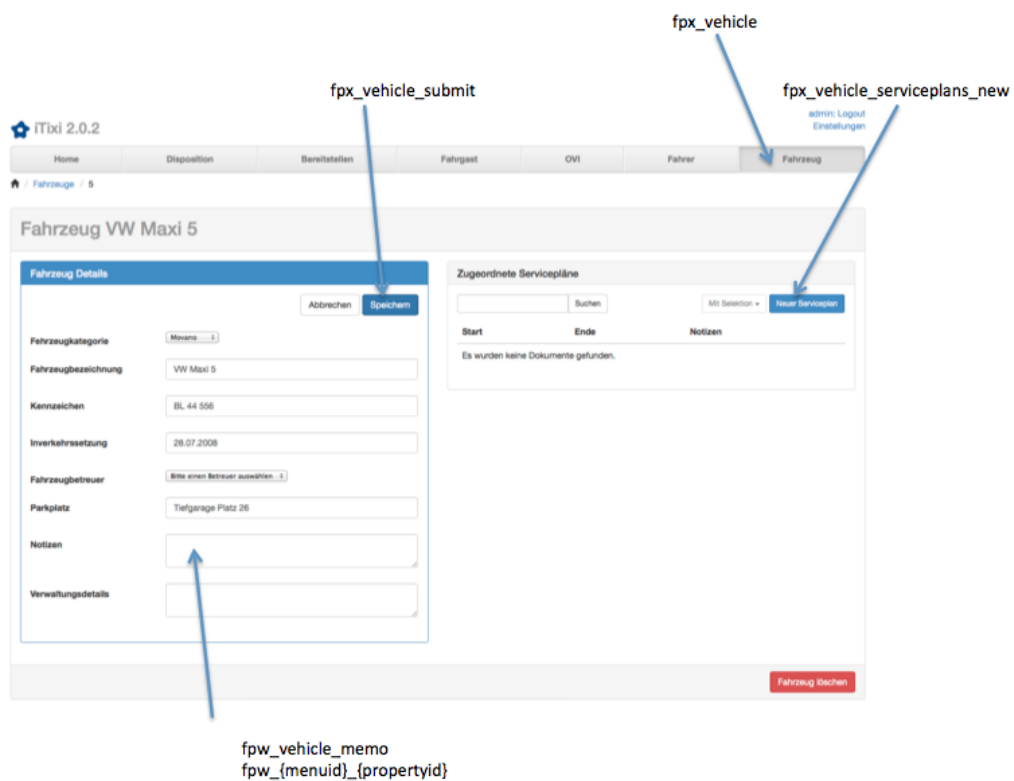 fpx_vehicle
fpx_vehicle_submit
fpx_vehicle_serviceplans_new
iTixi 2.0.2
admin: Logout
Einstellungen
Home Disposition Bereitstellen Fahrgast OVI Fahrer Fahrzeug
/ Fahrzeuge / 5
Fahrzeug VW Maxi 5
Fahrzeug Details
Abbrechen Speichern
Fehrzeugkategorie Movano
Fahrzeugbezeichnung VW Maxi 5
Kennzeichen BL 44 556
Inverkehrssetzung 28.07.2008
Fahrzeugbetreuer Bitte einen Betreuer auswählen
Parkplatz Tiefgarage Platz 26
Notizen
Verwaltungsdetails
Zugeordnete Servicepläne
Suchen Mit Selektion Neuer Serviceplan
Start Ende Notizen
Es wurden keine Dokumente gefunden.
Fahrzeug löschen
fpw_vehicle_memo
fpw_{menuid}_{propertyid}